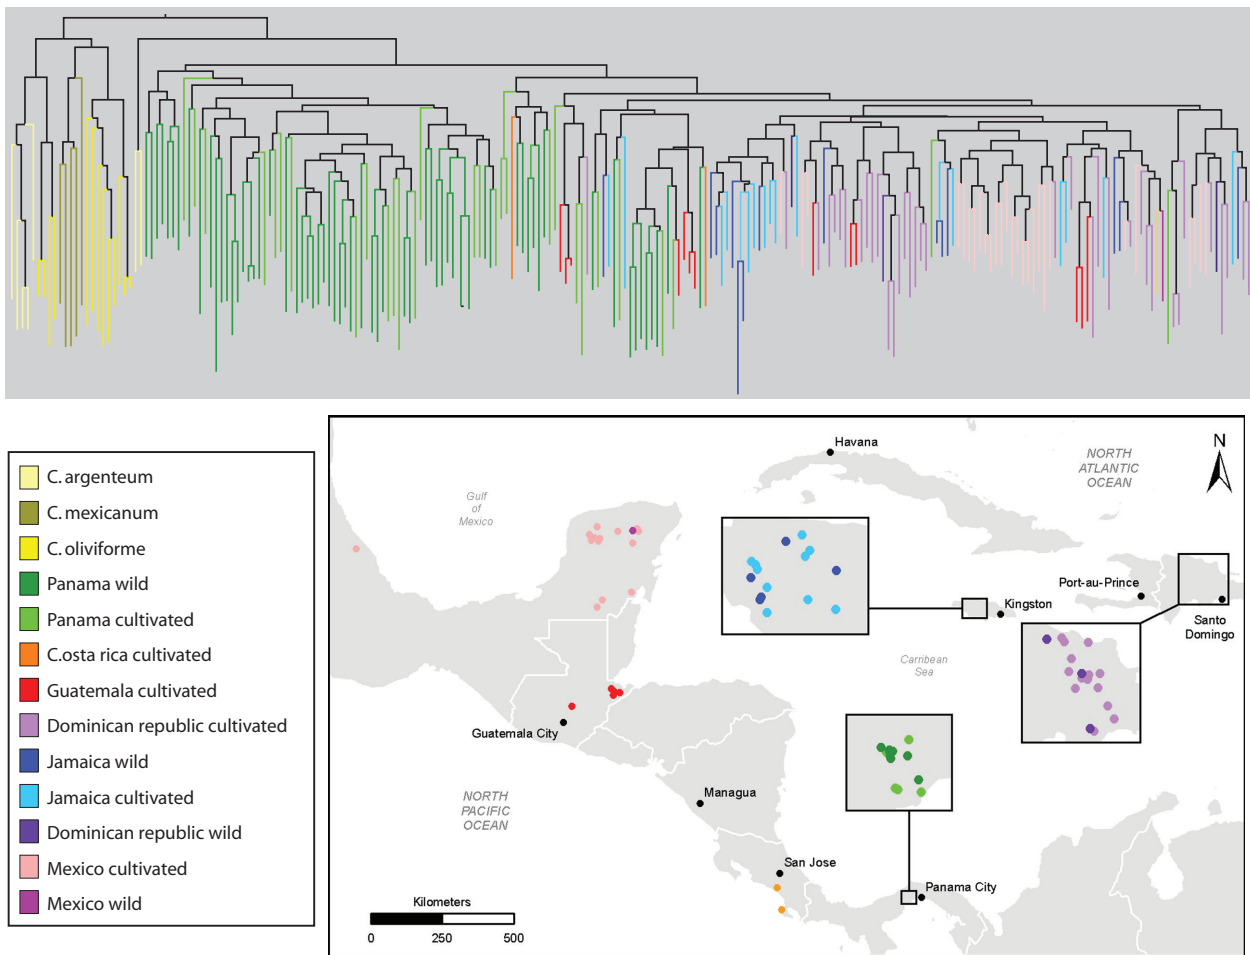 C. argenteum
C. mexicanum
C. oliviforme
Panama wild
Panama cultivated
C.osta rica cultivated
Guatemala cultivated
Dominican republic cultivated
Jamaica wild
Jamaica cultivated
Dominican republic wild
Mexico cultivated
Mexico wild
Havana
NORTH
ATLANTIC
OCEAN
N
Gulf
of
Mexico
Port-au-Prince
Kingston
Santo
Domingo
Carribean
Sea
Guatemala City
NORTH
PACIFIC
OCEAN
Managua
San Jose
Panama City
Kilometers
0 250 500